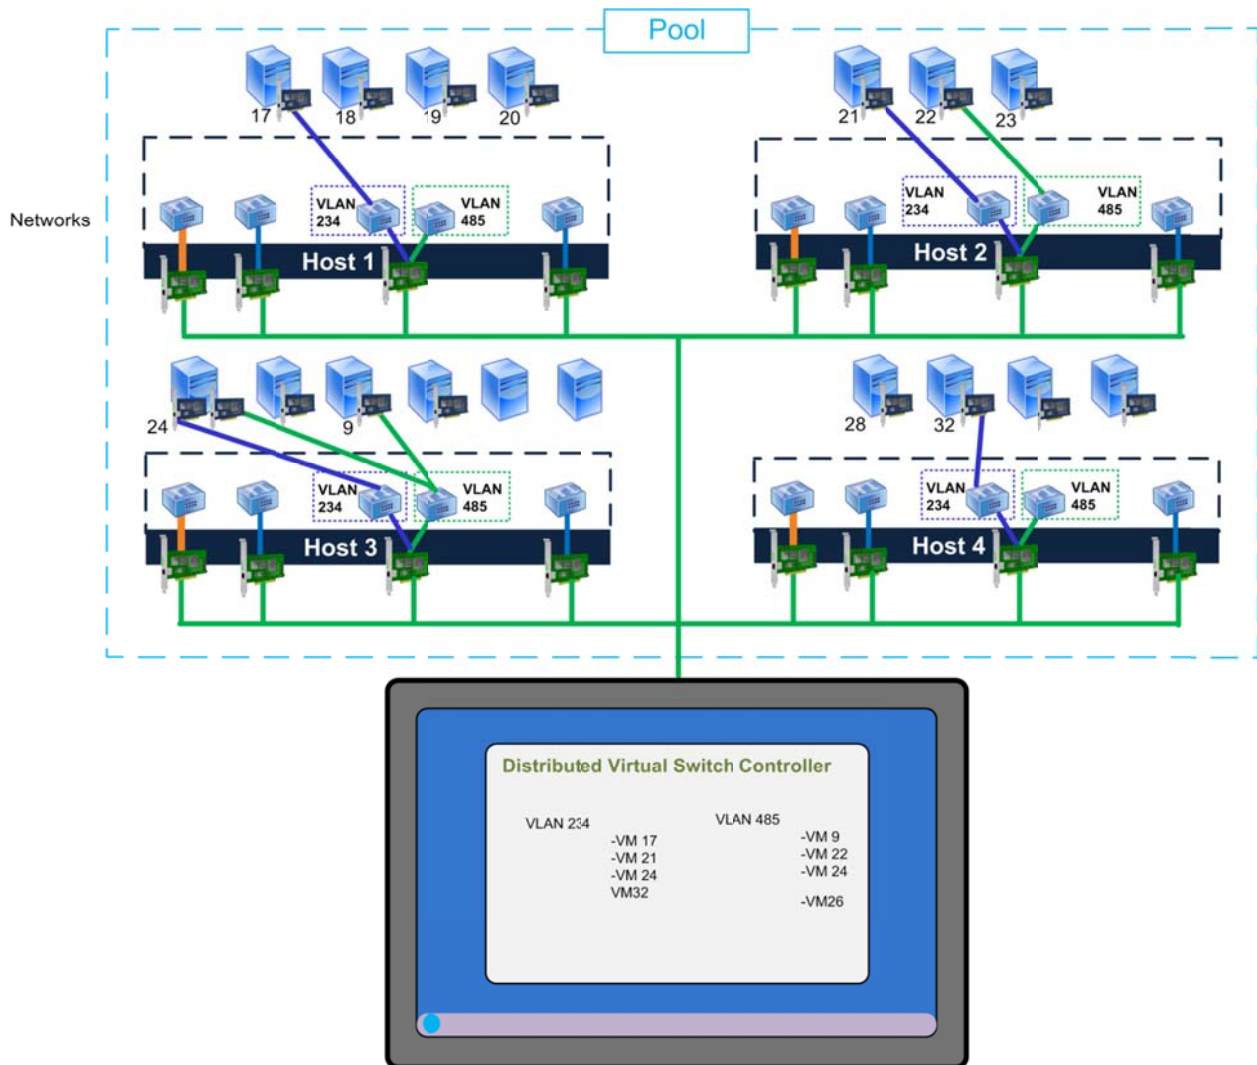 Pool
17
18
19
20
21
22
23
Networks
VLAN
234
VLAN
485
VLAN
234
VLAN
485
Host 1
Host 2
24
9
28
32
VLAN
234
VLAN
485
VLAN
234
VLAN
485
Host 3
Host 4
Distributed Virtual Switch Controller
VLAN 234
-VM 17
-VM 21
-VM 24
VM32
VLAN 485
-VM 9
-VM 22
-VM 24
-VM26